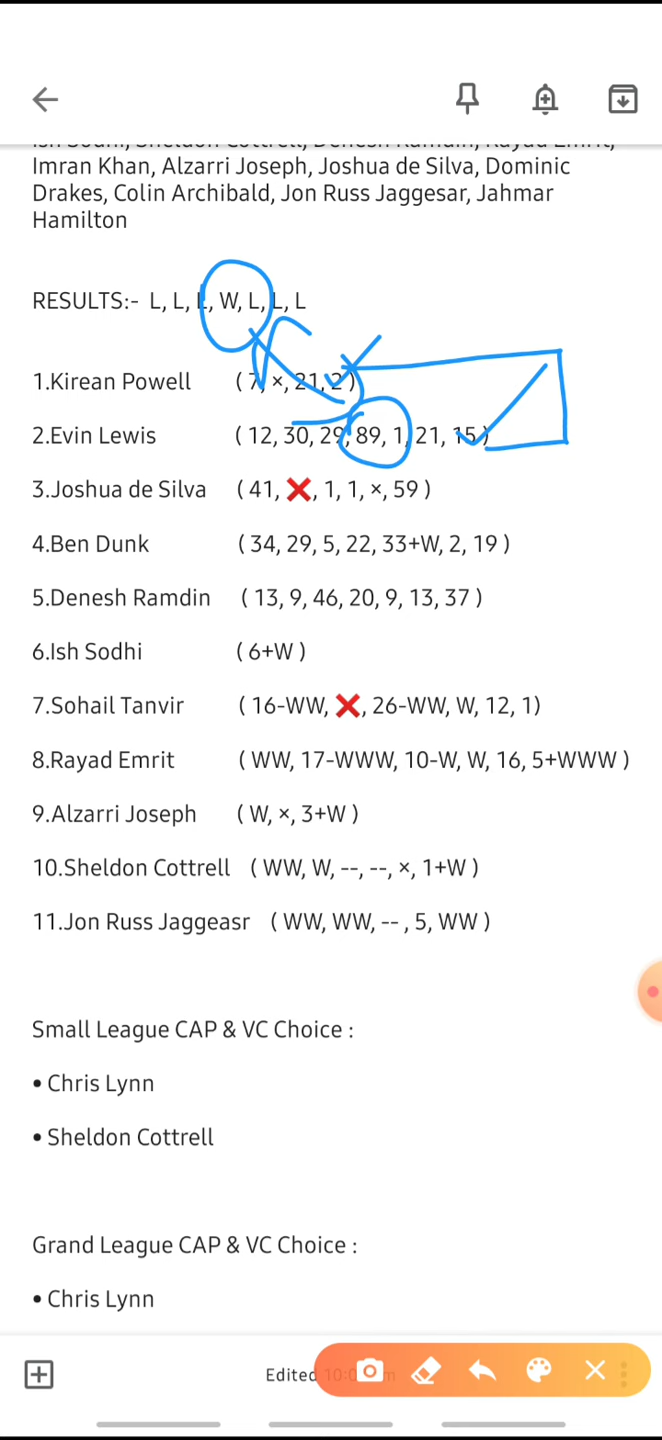 Imran Khan, Alzarri Joseph, Joshua de Silva, Dominic
Drakes, Colin Archibald, Jon Russ Jaggesar, Jahmar
Hamilton
RESULTS:- L, L, L, W, L, L, L
1.Kirean Powell ( 7, ×, 21, 2 )
2.Evin Lewis ( 12, 30, 29, 89, 1, 21, 15 )
3.Joshua de Silva ( 41, ❌, 1, 1, ×, 59 )
4.Ben Dunk ( 34, 29, 5, 22, 33+W, 2, 19 )
5.Denesh Ramdin ( 13, 9, 46, 20, 9, 13, 37 )
6.Ish Sodhi ( 6+W )
7.Sohail Tanvir ( 16-WW, ❌, 26-WW, W, 12, 1)
8.Rayad Emrit ( WW, 17-WWW, 10-W, W, 16, 5+WWW )
9.Alzarri Joseph ( W, ×, 3+W )
10.Sheldon Cottrell ( WW, W, --, --, ×, 1+W )
11.Jon Russ Jaggeasr ( WW, WW, -- , 5, WW )
Small League CAP & VC Choice :
• Chris Lynn
• Sheldon Cottrell
Grand League CAP & VC Choice :
• Chris Lynn
Edited